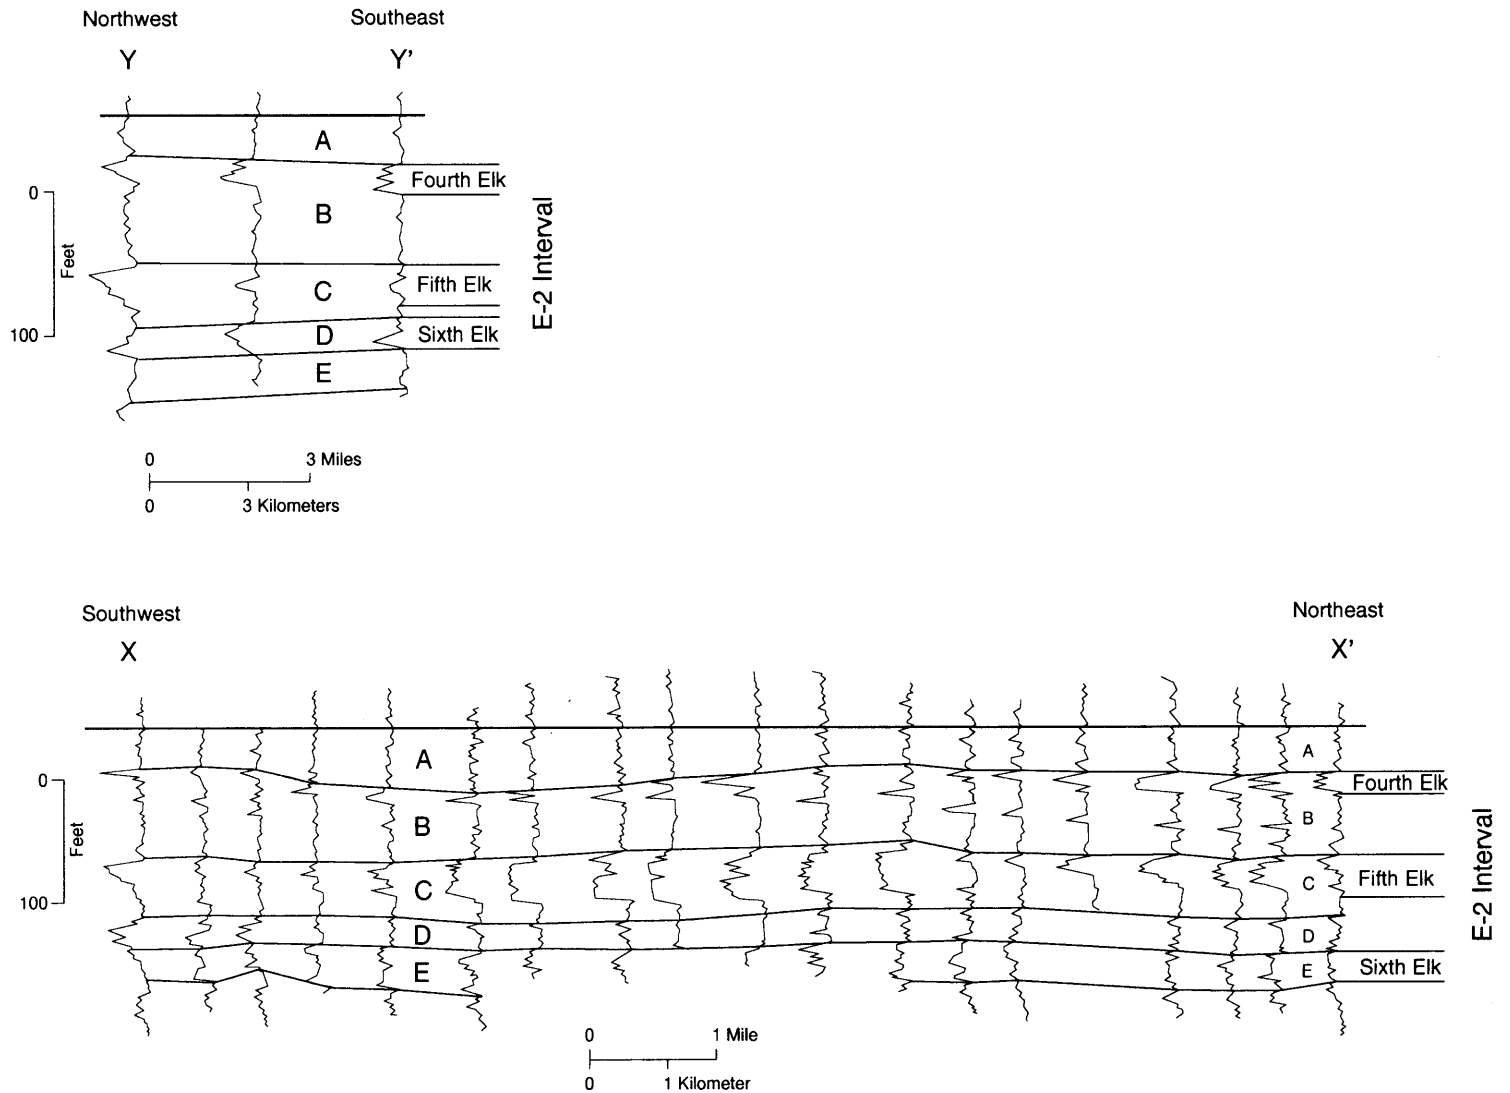 Northwest Southeast
Y Y'
A
Fourth Elk
0
B
Feet
E-2 Interval
Fifth Elk
C
100
D
Sixth Elk
E
0 3 Miles
0 3 Kilometers
Southwest Northeast
X X'
A A
0
Fourth Elk
B B
Feet
E-2 Interval
C C
Fifth Elk
100
D D
E E
Sixth Elk
0 1 Mile
0 1 Kilometer